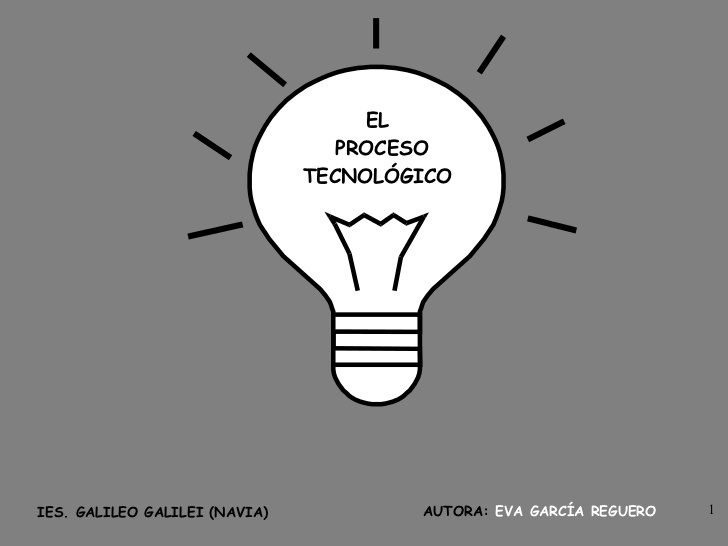 EL
PROCESO
TECNOLÓGICO
IES. GALILEO GALILEI (NAVIA)
AUTORA: EVA GARCÍA REGUERO
1